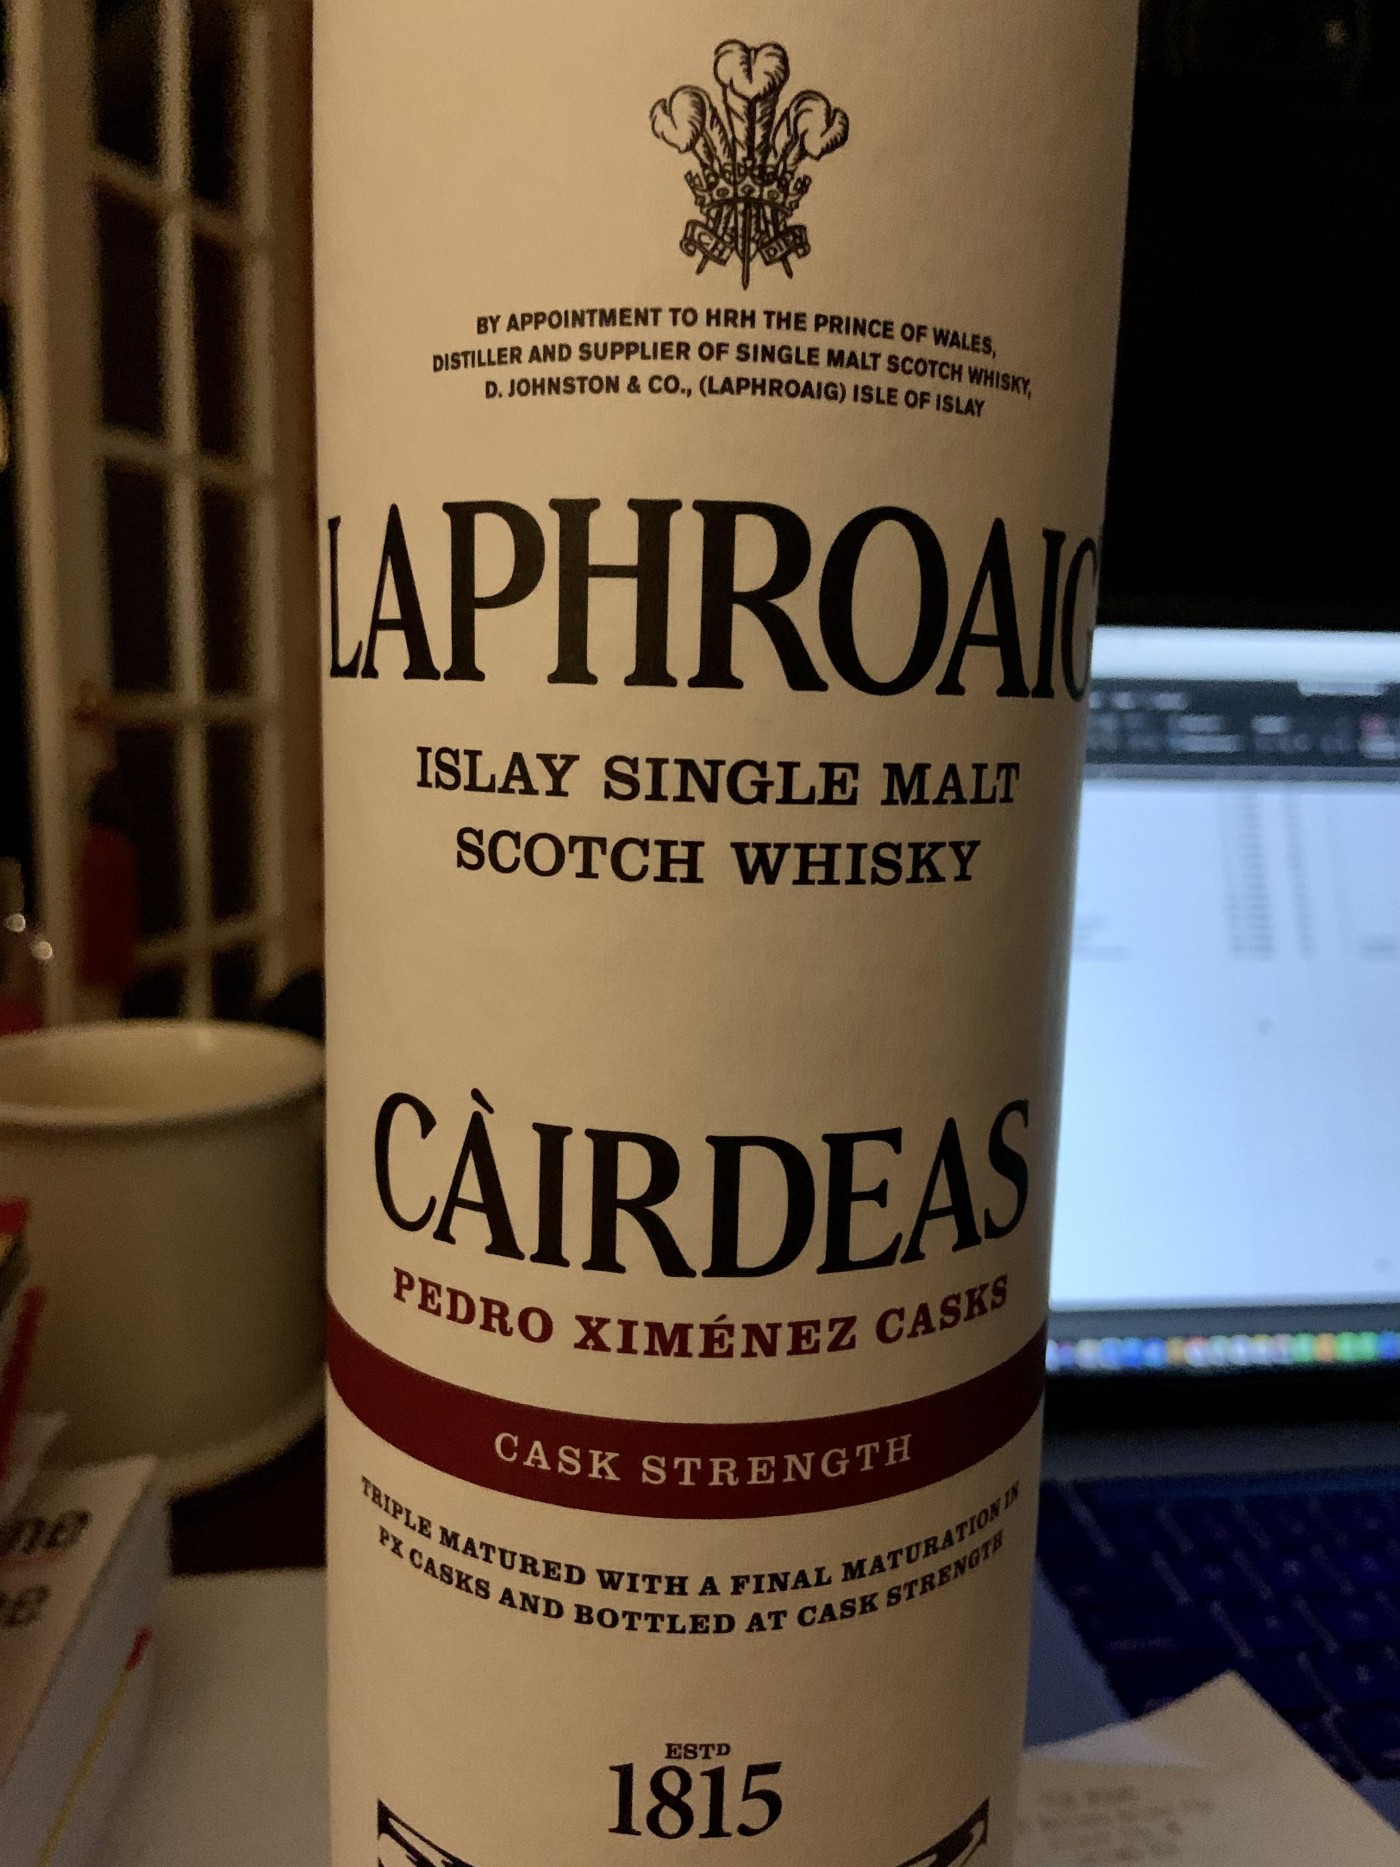 ICH DIEN
BY APPOINTMENT TO HRH THE PRINCE OF WALES,
DISTILLER AND SUPPLIER OF SINGLE MALT SCOTCH WHISKY,
D. JOHNSTON & CO., (LAPHROAIG) ISLE OF ISLAY
LAPHROAIG
ISLAY SINGLE MALT
SCOTCH WHISKY
CÀIRDEAS
PEDRO XIMÉNEZ CASKS
CASK STRENGTH
TRIPLE MATURED WITH A FINAL MATURATION IN
PX CASKS AND BOTTLED AT CASK STRENGTH
ESTD
1815